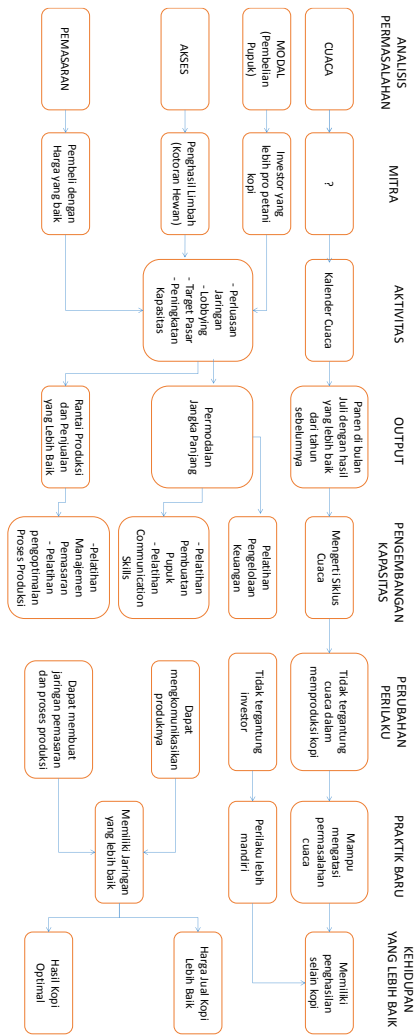 ANALISIS
PERMASALAHAN
MITRA
AKTIVITAS
OUTPUT
PENGEMBANGAN
KAPASITAS
PERUBAHAN
PERILAKU
PRAKTIK BARU
KEHIDUPAN
YANG LEBIH BAIK
CUACA
?
Kalender Cuaca
Panen di bulan
Juli dengan hasil
yang lebih baik
dari tahun
sebelumnya
Mengerti Siklus
Cuaca
Tidak tergantung
cuaca dalam
memproduksi kopi
Mampu
mengatasi
permasalahan
cuaca
Memiliki
penghasilan
selain kopi
MODAL
(Pembelian
Pupuk)
Investor yang
lebih pro petani
kopi
Pelatihan
Pengelolaan
Keuangan
Tidak tergantung
investor
Perilaku lebih
mandiri
AKSES
Penghasil Limbah
(Kotoran Hewan)
- Perluasan
Jaringan
- Lobbying
- Target Pasar
- Peningkatan
Kapasitas
Permodalan
Jangka Panjang
- Pelatihan
Pembuatan
Pupuk
- Pelatihan
Communication
Skills
Dapat
mengkomunikasikan
produknya
Memiliki Jaringan
yang lebih baik
Harga Jual Kopi
Lebih Baik
PEMASARAN
Pembeli dengan
Harga yang baik
Rantai Produksi
dan Penjualan
yang Lebih Baik
-Pelatihan
Manajemen
Pemasaran
- Pelatihan
pengoptimalan
Proses Produksi
Dapat membuat
jaringan pemasaran
dan proses produksi
Hasil Kopi
Optimal